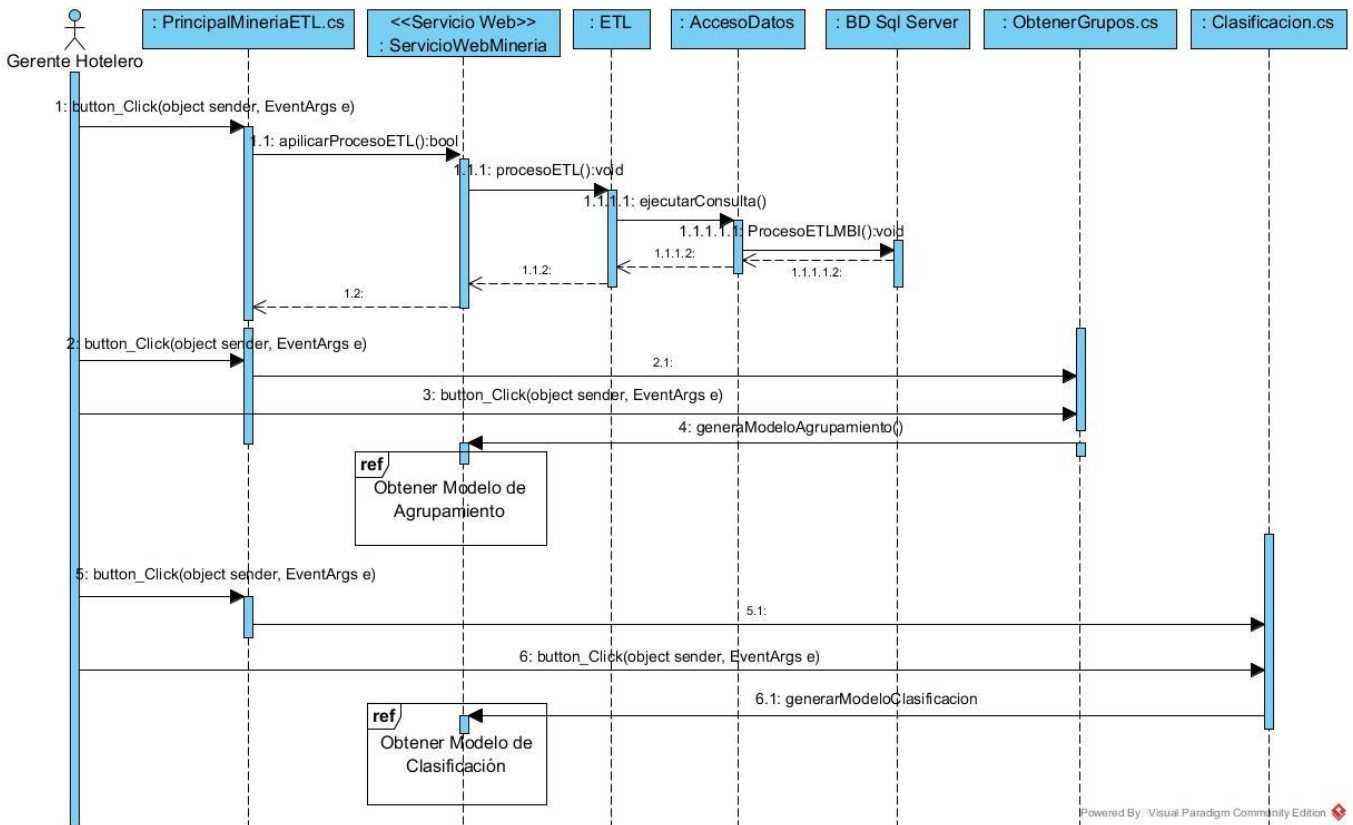 : PrincipalMineriaETL.cs
<<Servicio Web>>
: ServicioWebMineria
: ETL
: AccesoDatos
: BD Sql Server
: ObtenerGrupos.cs
: Clasificacion.cs
Gerente Hotelero
1: button_Click(object sender, EventArgs e)
1.1: apilicarProcesoETL():bool
1.1.1: procesoETL():void
1.1.1.1: ejecutarConsulta()
1.1.1.1.1: ProcesoETLMBI():void
1.1.1.1.2:
1.1.1.2:
1.1.2:
1.2:
2: button_Click(object sender, EventArgs e)
2.1:
3: button_Click(object sender, EventArgs e)
4: generaModeloAgrupamiento()
ref
Obtener Modelo de
Agrupamiento
5: button_Click(object sender, EventArgs e)
5.1:
6: button_Click(object sender, EventArgs e)
6.1: generarModeloClasificacion
ref
Obtener Modelo de
Clasificación
Powered By Visual Paradigm Community Edition